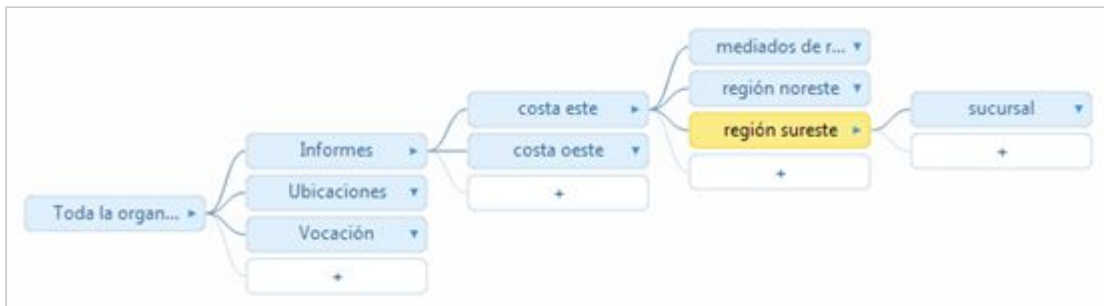 mediados de r...
región noreste
costa este
región sureste
sucursal
Informes
costa oeste
+
Ubicaciones
+
+
Toda la organ...
Vocación
+